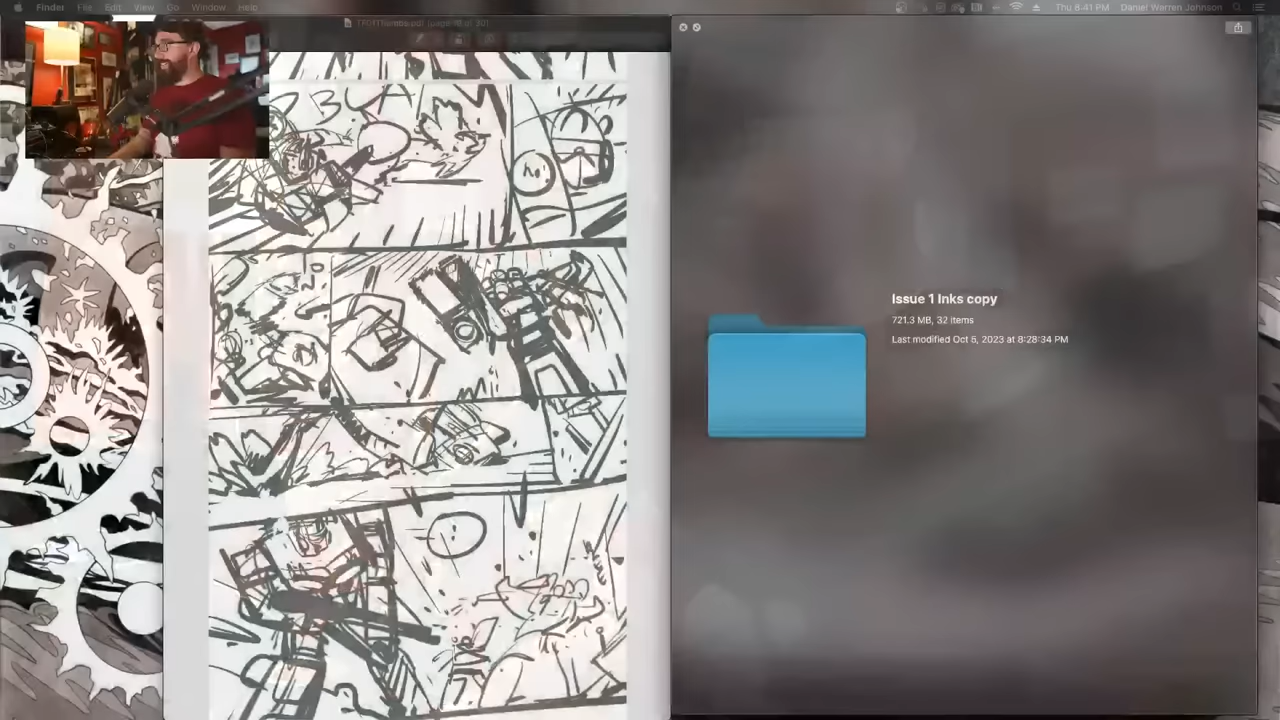 Finder File Edit View Go Window Help
Thu 8:41 PM Daniel Warren Johnson
Issue 1 Inks copy
721.3 MB, 32 items
Last modified Oct 5, 2023 at 8:28:34 PM